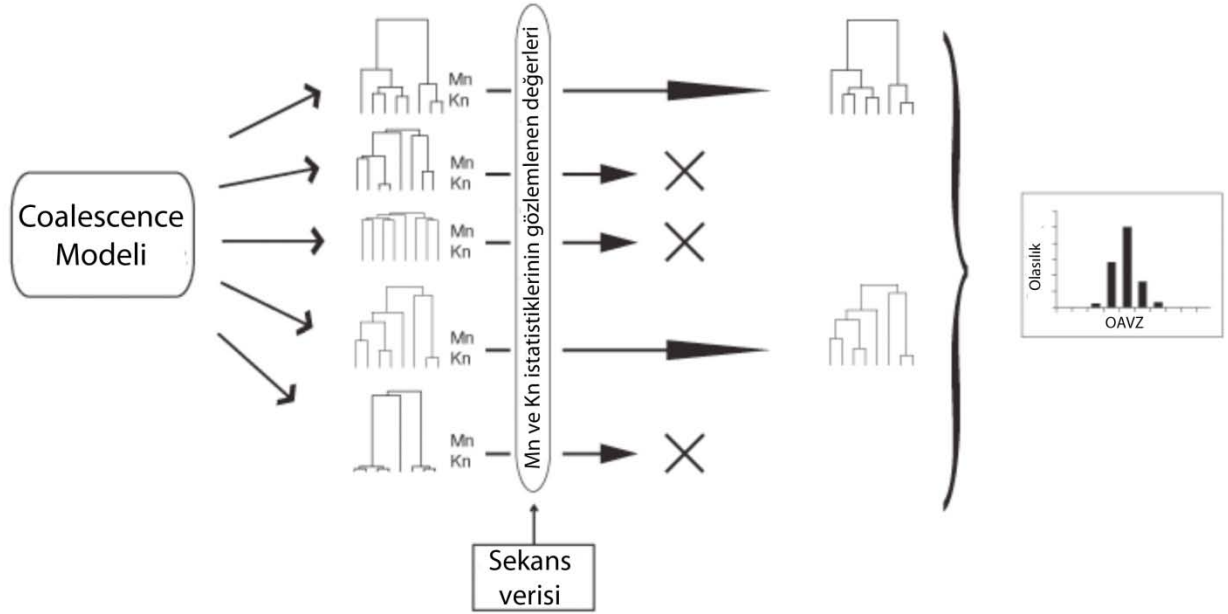 Coalescence
Modeli
Mn
Kn
Mn
Kn
Mn
Kn
Mn
Kn
Mn
Kn
Mn ve Kn istatistiklerinin gözlemlenen değerleri
Sekans
verisi
Olasılık
OAVZ